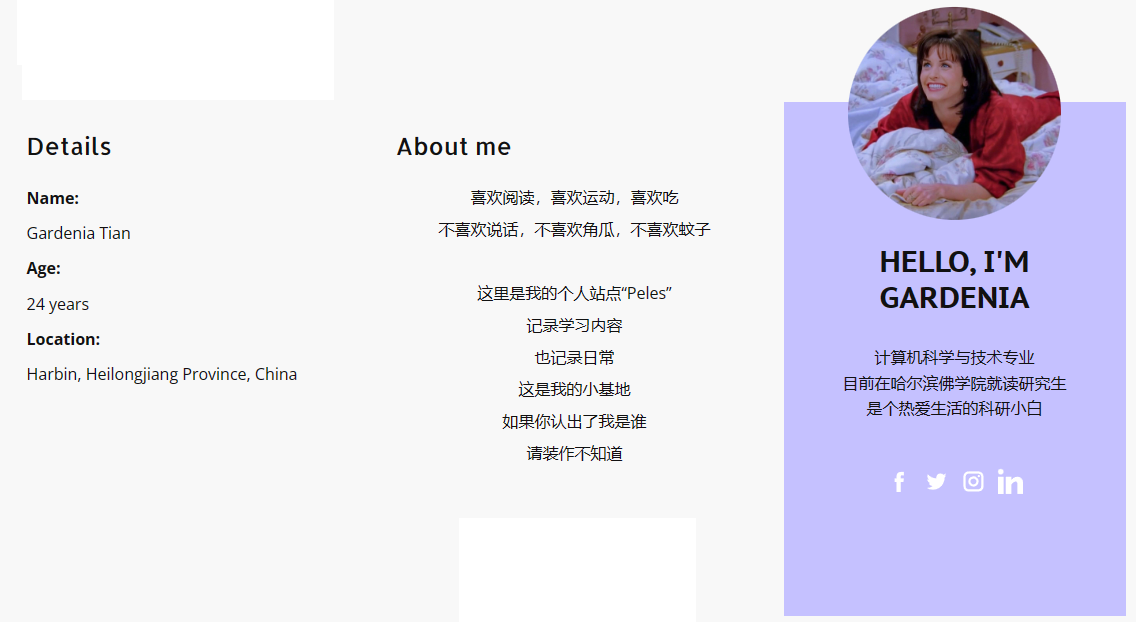 Details
Name:
Gardenia Tian
Age:
24 years
Location:
Harbin, Heilongjiang Province, China
About me
喜欢阅读，喜欢运动，喜欢吃
不喜欢说话，不喜欢角瓜，不喜欢蚊子
这里是我的个人站点“Peles”
记录学习内容
也记录日常
这是我的小基地
如果你认出了我是谁
请装作不知道
HELLO, I'M
GARDENIA
计算机科学与技术专业
目前在哈尔滨佛学院就读研究生
是个热爱生活的科研小白